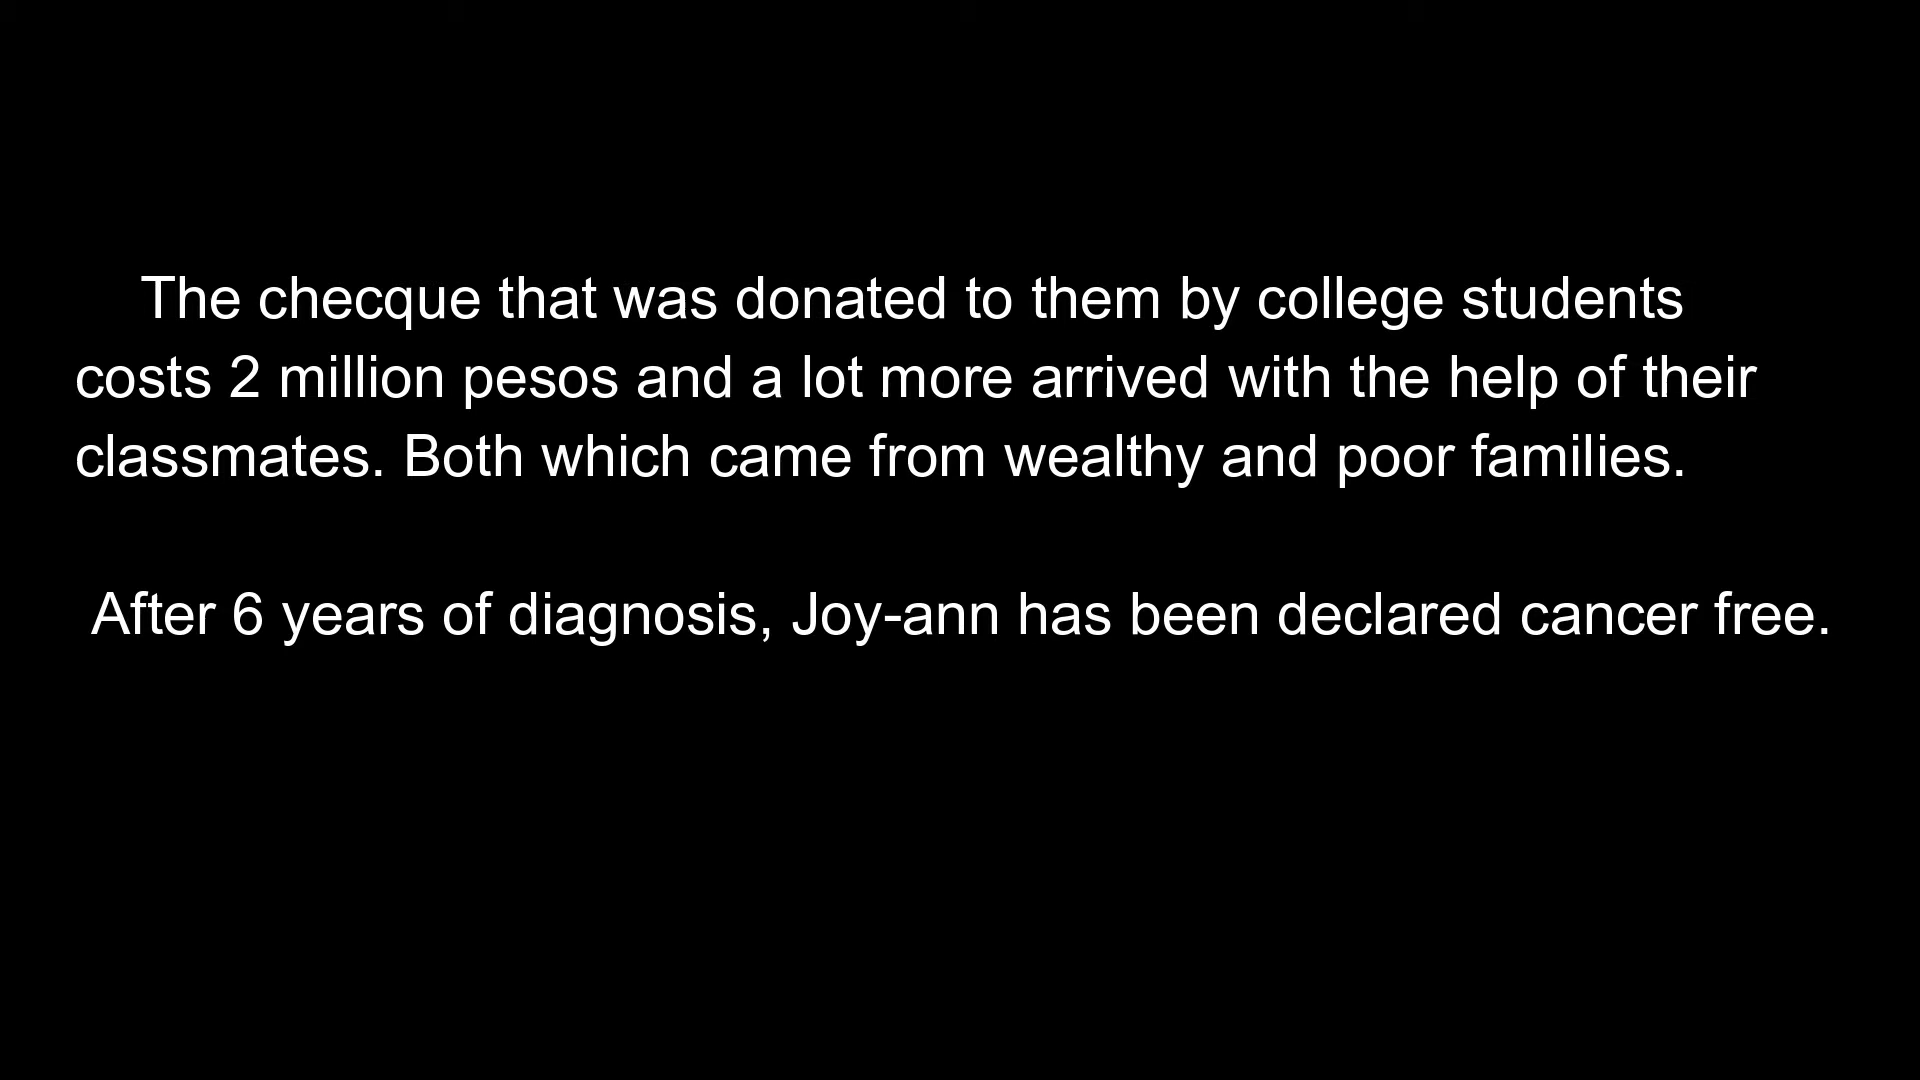 The checque that was donated to them by college students
costs 2 million pesos and a lot more arrived with the help of their
classmates. Both which came from wealthy and poor families.
After 6 years of diagnosis, Joy-ann has been declared cancer free.